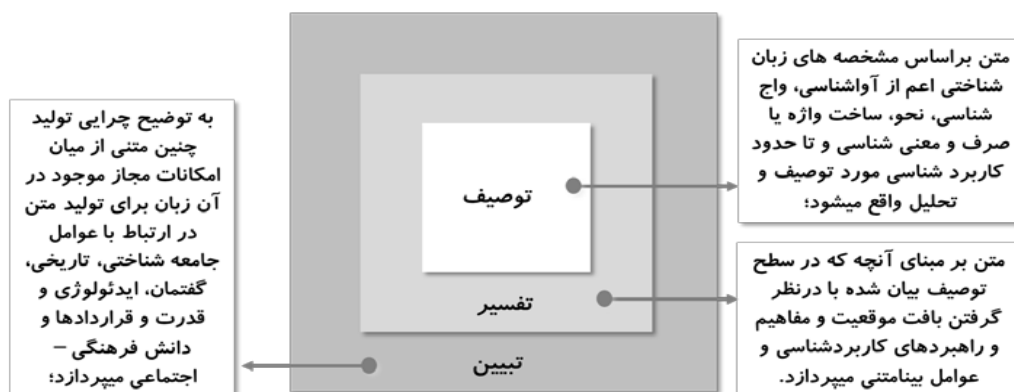 متن براساس مشخصه های زبان
شناختی اعم از آواشناسی، واج
شناسی، نحو، ساخت واژه یا
صرف و معنی شناسی و تا حدود
کاربرد شناسی مورد توصیف و
تحلیل واقع میشود؛
متن بر مبنای آنچه که در سطح
توصیف بیان شده با درنظر
گرفتن بافت موقعیت و مفاهیم
و راهبردهای کاربردشناسی و
عوامل بینامتنی میپردازد.
توصیف
تفسیر
تبیین
به توضیح چرایی تولید
چنین متنی از میان
امکانات مجاز موجود در
آن زبان برای تولید متن
در ارتباط با عوامل
جامعه شناختی، تاریخی،
گفتمان، ایدئولوژی و
قدرت و قراردادها و
دانش فرهنگی –
اجتماعی میپردازد؛